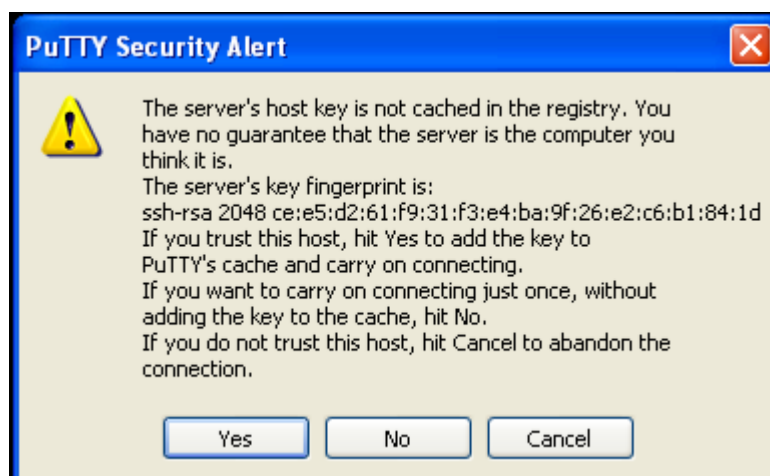 PuTTY Security Alert
The server's host key is not cached in the registry. You
have no guarantee that the server is the computer you
think it is.
The server's key fingerprint is:
ssh-rsa 2048 ce:e5:d2:61:f9:31:f3:e4:ba:9f:26:e2:c6:b1:84:1d
If you trust this host, hit Yes to add the key to
PuTTY's cache and carry on connecting.
If you want to carry on connecting just once, without
adding the key to the cache, hit No.
If you do not trust this host, hit Cancel to abandon the
connection.
Yes No Cancel